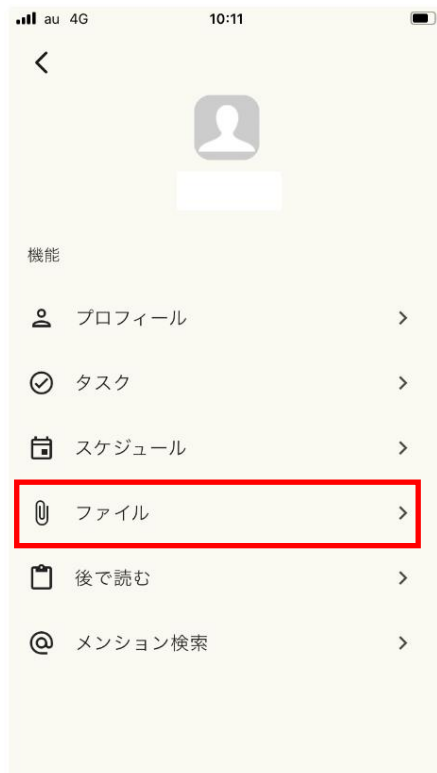 au 4G 10:11
機能
プロフィール
タスク
スケジュール
ファイル
後で読む
メンション検索